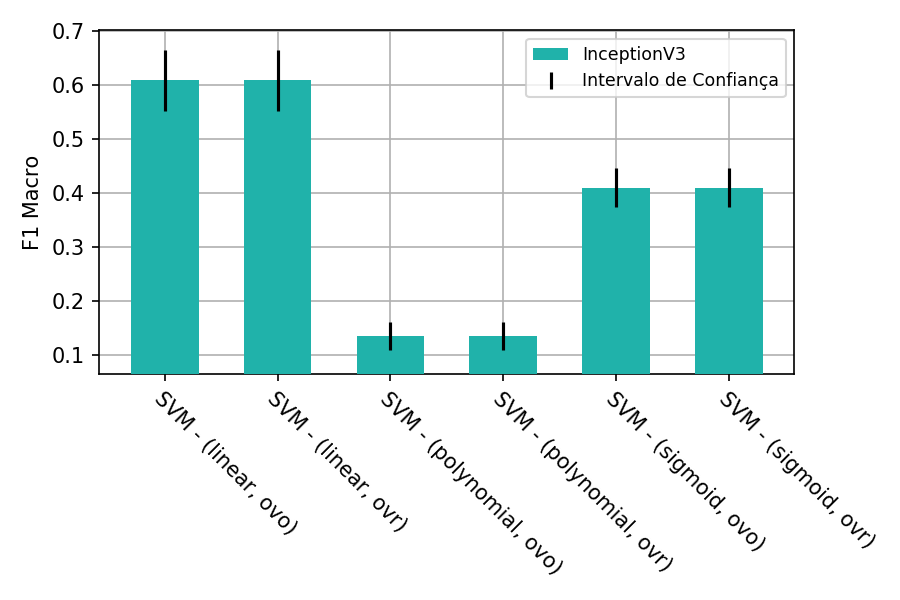 InceptionV3
Intervalo de Confiança
F1 Macro
0.7
0.6
0.5
0.4
0.3
0.2
0.1
SVM - (linear, ovo)
SVM - (linear, ovr)
SVM - (polynomial, ovo)
SVM - (polynomial, ovr)
SVM - (sigmoid, ovo)
SVM - (sigmoid, ovr)